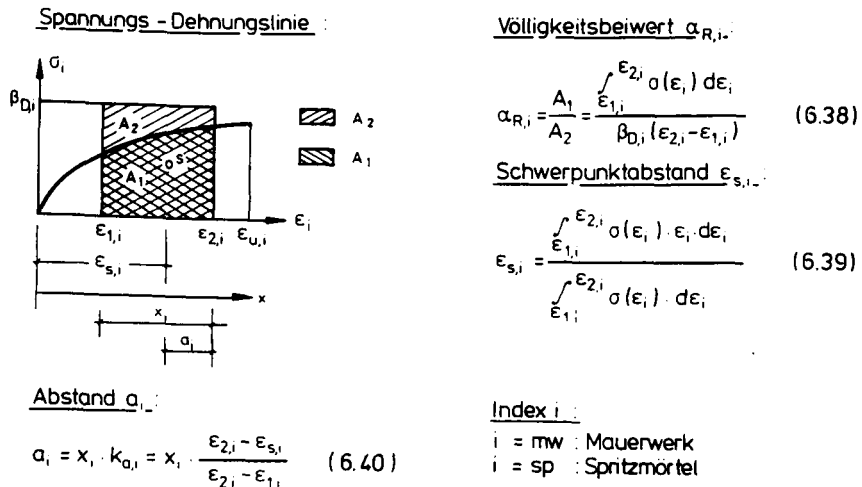 Spannungs - Dehnungslinie :
σi
βD,i
A2
A1
S
ε1,i
ε2,i
εu,i
εi
εs,i
x
xi
ai
A2
A1
Abstand ai :
ai = xi · ka,i = xi · (ε2,i - εs,i) / (ε2,i - ε1,i) (6.40)
Völligkeitsbeiwert αR,i :
αR,i = A1 / A2 = ∫ε1,i^ε2,i σ(εi) dεi / βD,i (ε2,i - ε1,i) (6.38)
Schwerpunktabstand εs,i :
εs,i = ∫ε1,i^ε2,i σ(εi) · εi · dεi / ∫ε1,i^ε2,i σ(εi) · dεi (6.39)
Index i :
i = mw : Mauerwerk
i = sp : Spritzmörtel